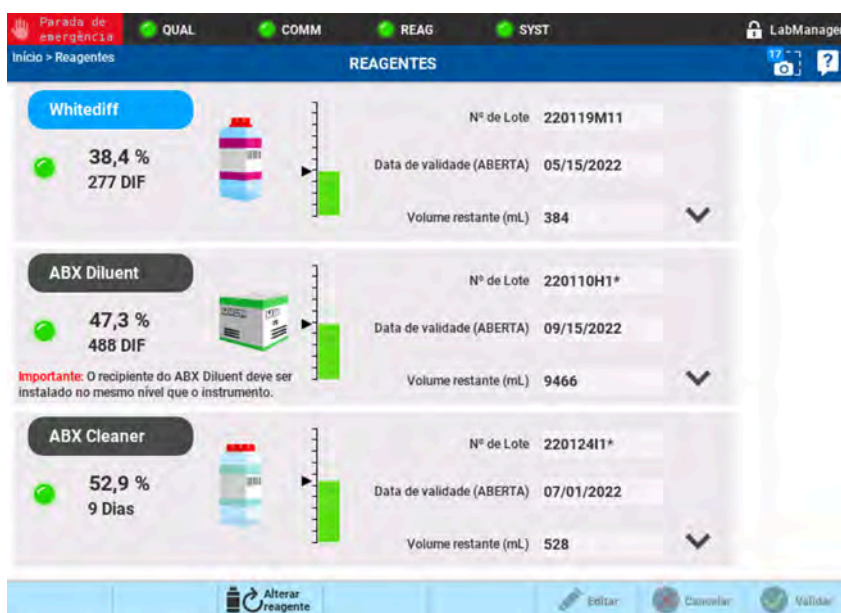 Parada de
emergência
QUAL
COMM
REAG
SYST
LabManage
Início > Reagentes
REAGENTES
17
?
Whitediff
38,4 %
277 DIF
Nº de Lote 220119M11
Data de validade (ABERTA) 05/15/2022
Volume restante (mL) 384
ABX Diluent
47,3 %
488 DIF
Importante: O recipiente do ABX Diluent deve ser
instalado no mesmo nível que o instrumento.
Nº de Lote 220110H1*
Data de validade (ABERTA) 09/15/2022
Volume restante (mL) 9466
ABX Cleaner
52,9 %
9 Dias
Nº de Lote 220124I1*
Data de validade (ABERTA) 07/01/2022
Volume restante (mL) 528
Alterar
reagente
Editar
Cancelar
Validar